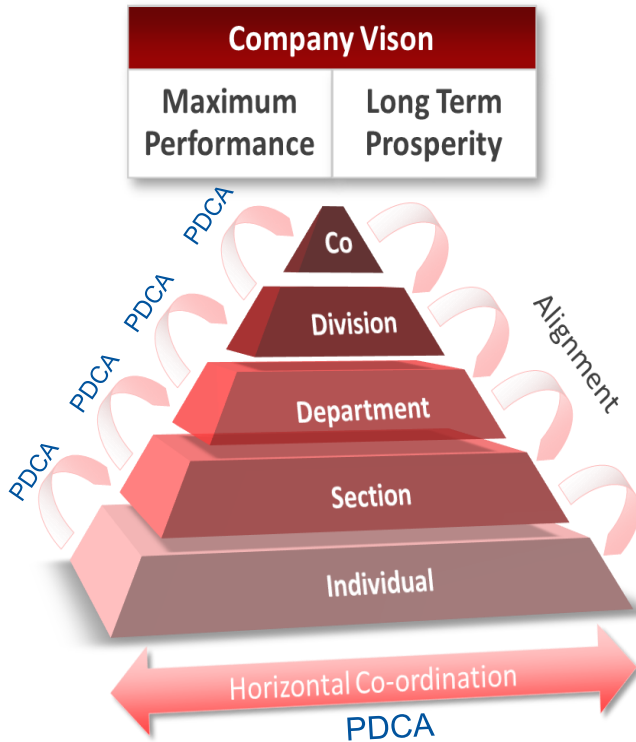 Company Vison
Maximum
Performance
Long Term
Prosperity
PDCA
Co
PDCA
Division
Alignment
PDCA
Department
PDCA
Section
Individual
Horizontal Co-ordination
PDCA